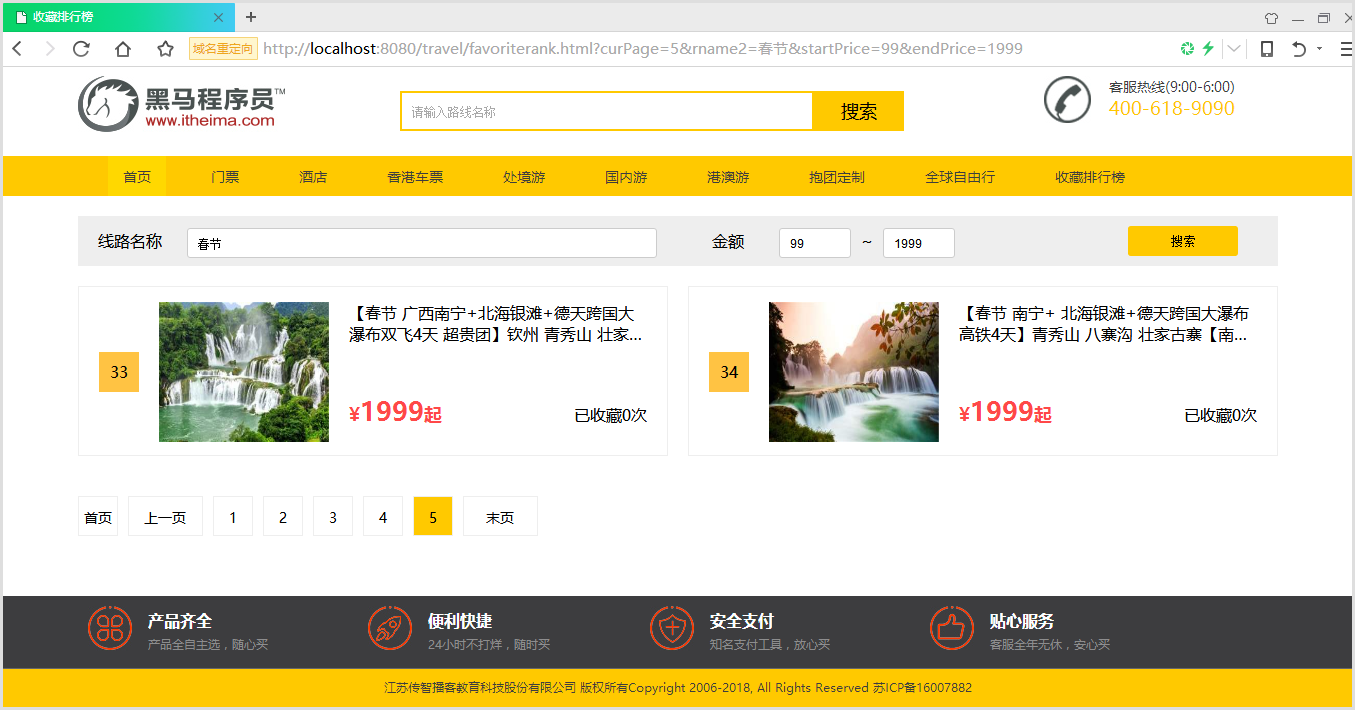 收藏排行榜
域名重定向 http://localhost:8080/travel/favoriterank.html?curPage=5&rname2=春节&startPrice=99&endPrice=1999
黑马程序员™
www.itheima.com
请输入路线名称
搜索
客服热线(9:00-6:00)
400-618-9090
首页 门票 酒店 香港车票 处境游 国内游 港澳游 抱团定制 全球自由行 收藏排行榜
线路名称 春节 金额 99 ~ 1999 搜索
33
【春节 广西南宁+北海银滩+德天跨国大
瀑布双飞4天 超贵团】钦州 青秀山 壮家...
¥1999起 已收藏0次
34
【春节 南宁+ 北海银滩+德天跨国大瀑布
高铁4天】青秀山 八寨沟 壮家古寨【南...
¥1999起 已收藏0次
首页 上一页 1 2 3 4 5 末页
产品齐全
产品全自主选，随心买
便利快捷
24小时不打烊，随时买
安全支付
知名支付工具，放心买
贴心服务
客服全年无休，安心买
江苏传智播客教育科技股份有限公司 版权所有Copyright 2006-2018, All Rights Reserved 苏ICP备16007882